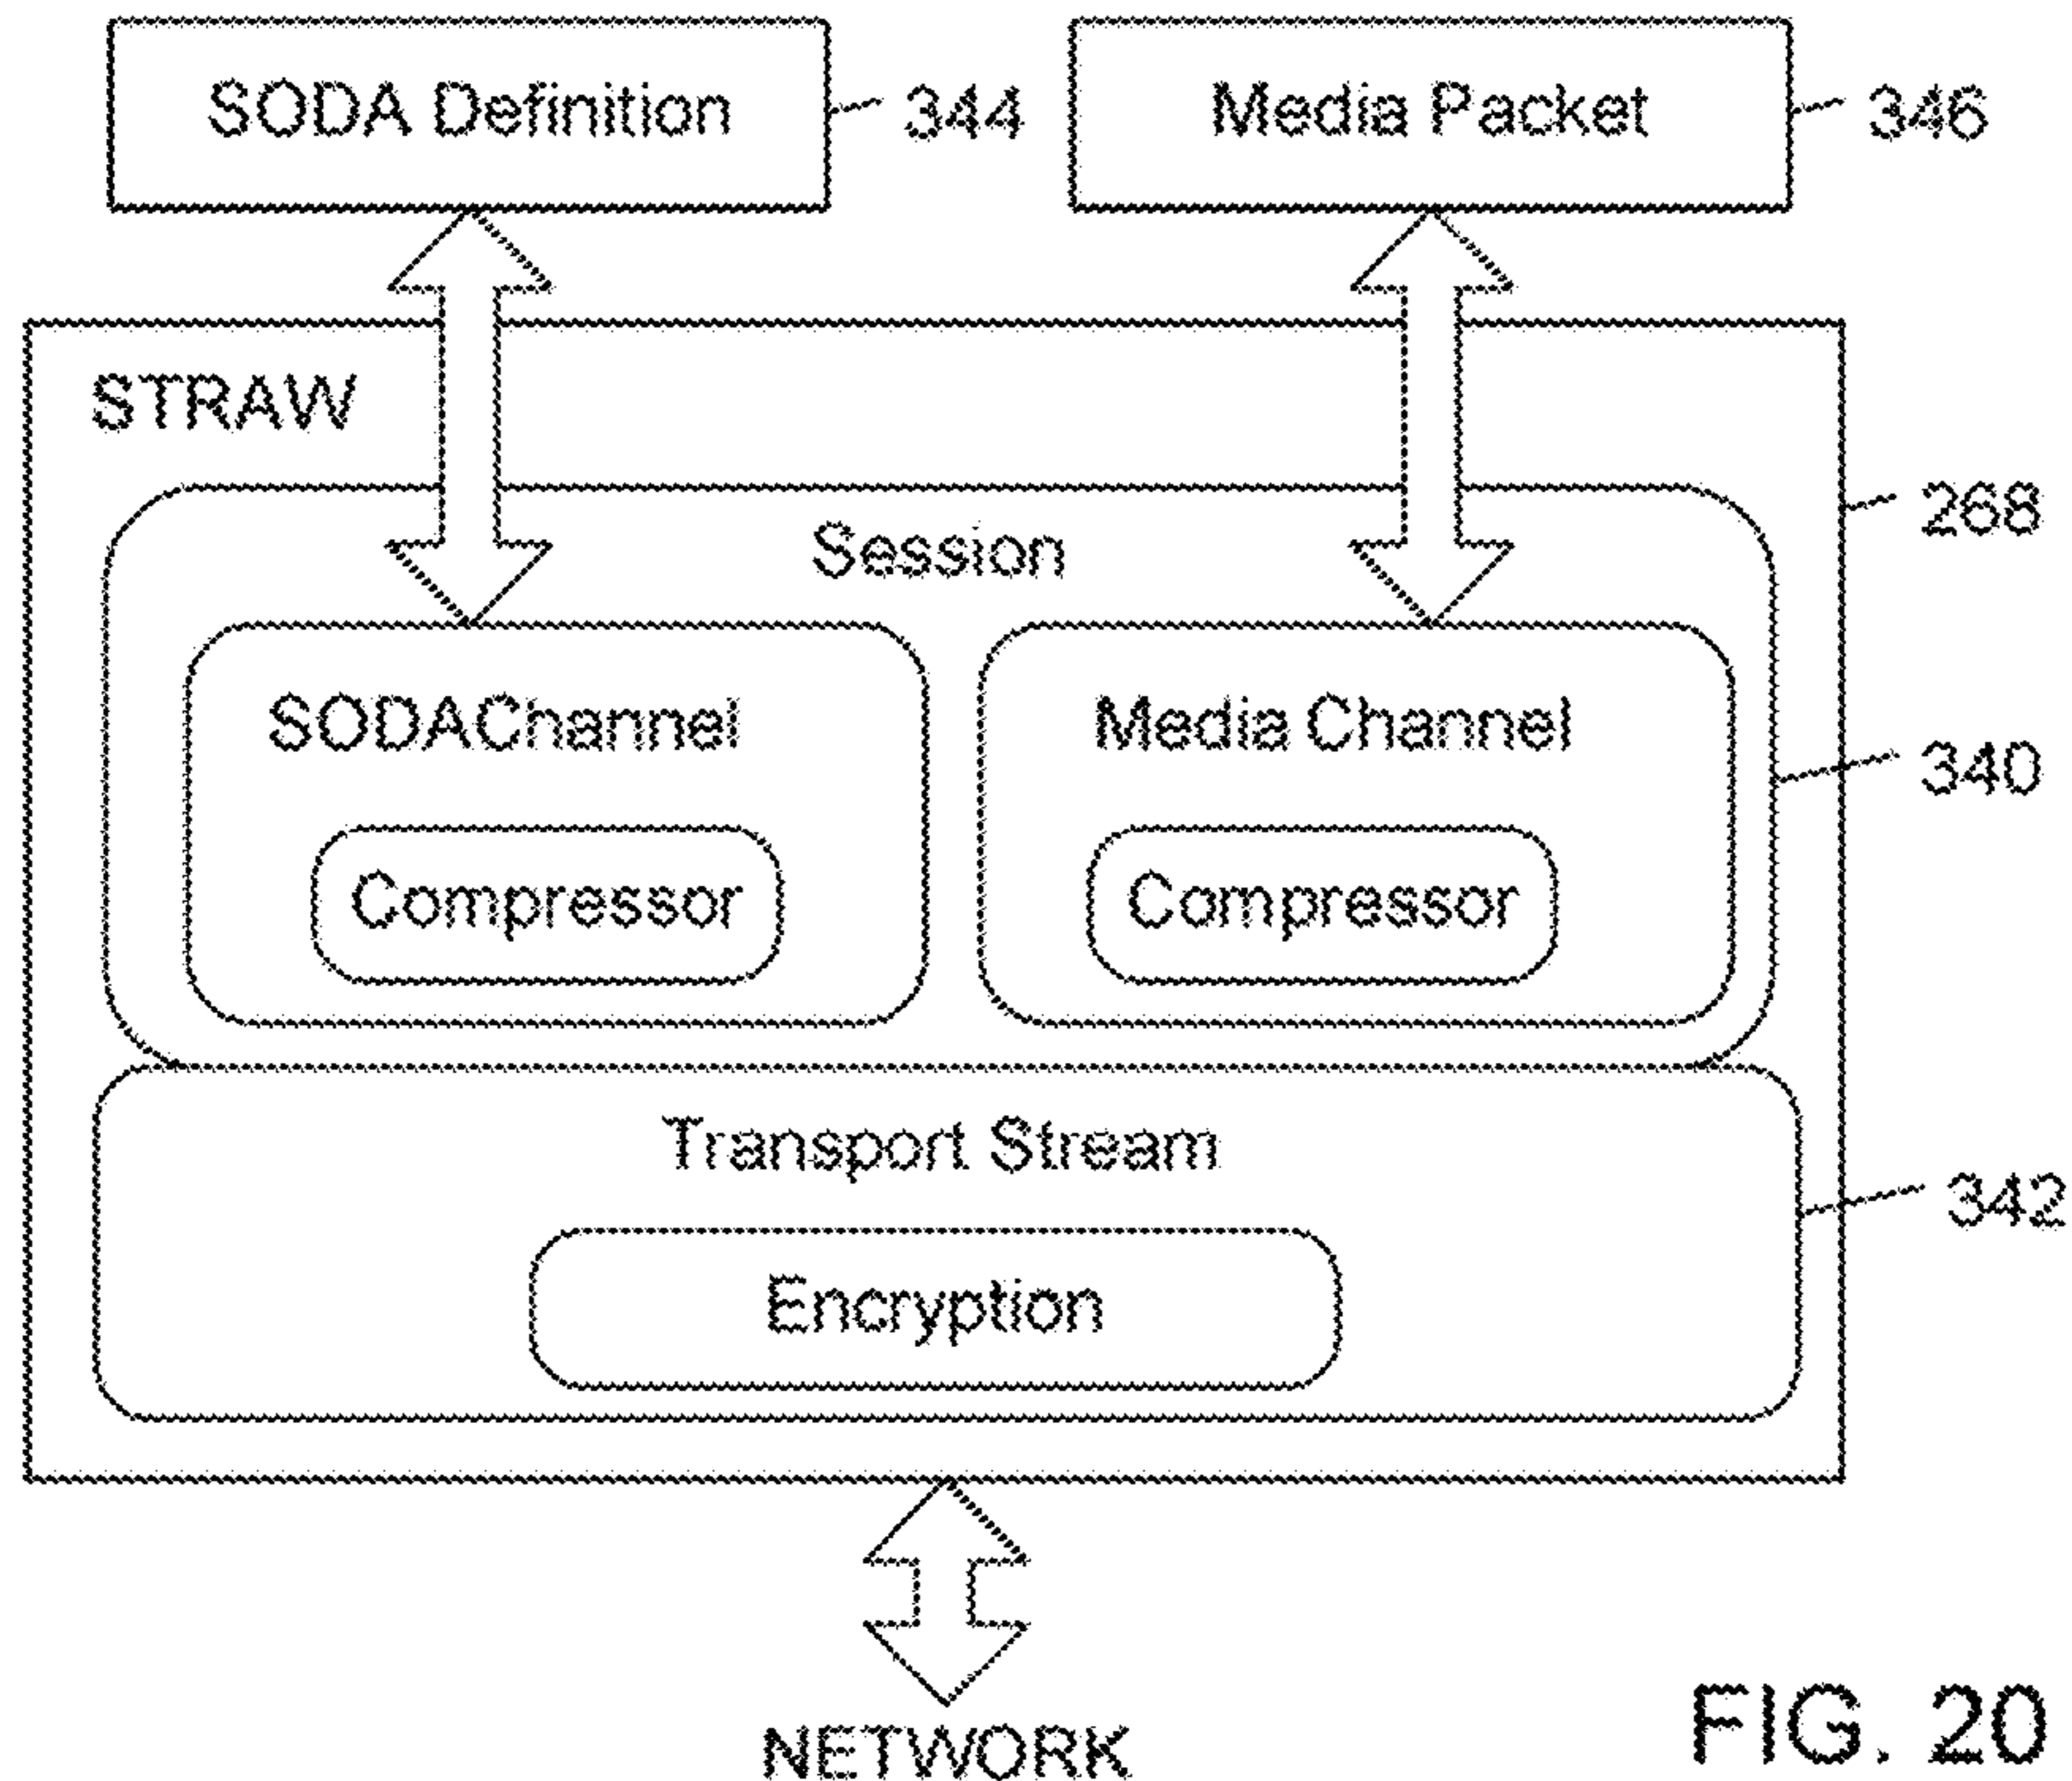 SODA Definition 344 Media Packet 346
STRAW
268
Session
SODAChannel Media Channel
340
Compressor Compressor
Transport Stream
342
Encryption
NETWORK
FIG. 20